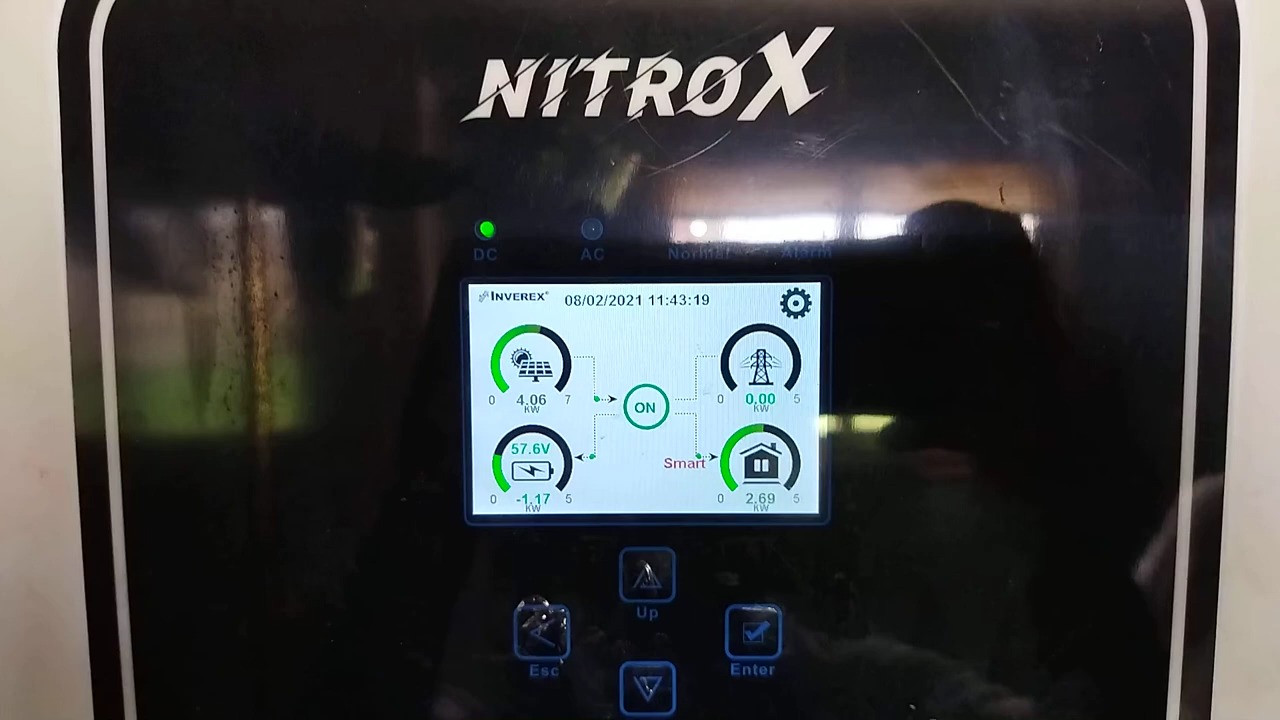 NITROX
DC AC Normal Alarm
INVEREX® 08/02/2021 11:43:19
0 4.06 7
KW
0 0.00 5
KW
ON
57.6V
0 -1.17 5
KW
Smart
0 2.69 5
KW
Up
Esc
Enter